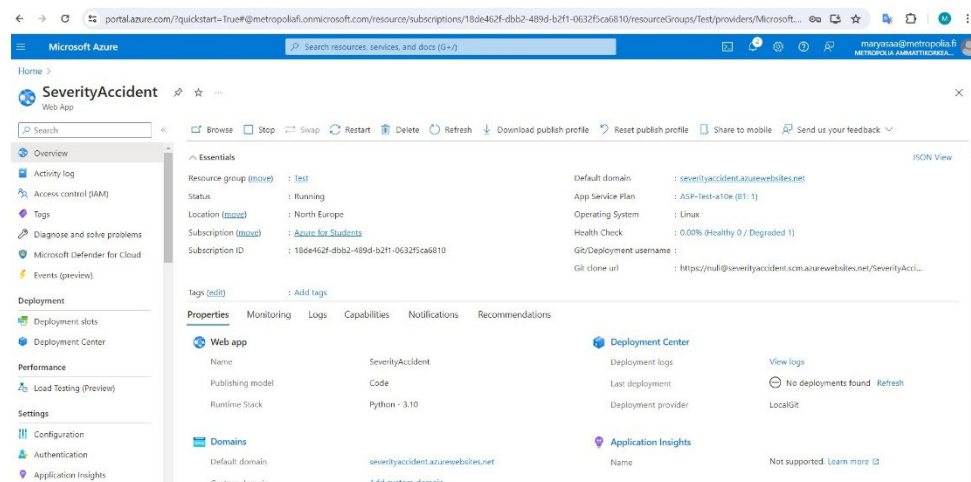 portal.azure.com/?quickstart=True#@metropoliafi.onmicrosoft.com/resource/subscriptions/18de462f-dbb2-489d-b2f1-0632f5ca6810/resourceGroups/Test/providers/Microsoft....
M
Microsoft Azure
Search resources, services, and docs (G+/)
2
maryasaa@metropolia.fi
METROPOLIA AMMATTIKORKEA...
Home >
SeverityAccident
Web App
Search
Browse Stop Swap Restart Delete Refresh Download publish profile Reset publish profile Share to mobile Send us your feedback
Overview
Activity log
Access control (IAM)
Tags
Diagnose and solve problems
Microsoft Defender for Cloud
Events (preview)
Deployment
Deployment slots
Deployment Center
Performance
Load Testing (Preview)
Settings
Configuration
Authentication
Application Insights
Essentials
JSON View
Resource group (move) : Test
Status : Running
Location (move) : North Europe
Subscription (move) : Azure for Students
Subscription ID : 18de462f-dbb2-489d-b2f1-0632f5ca6810
Default domain : severityaccident.azurewebsites.net
App Service Plan : ASP-Test-a10e (B1: 1)
Operating System : Linux
Health Check : 0.00% (Healthy 0 / Degraded 1)
Git/Deployment username :
Git clone url : https://null@severityaccident.scm.azurewebsites.net/SeverityAcci...
Tags (edit) : Add tags
Properties Monitoring Logs Capabilities Notifications Recommendations
Web app
Name SeverityAccident
Publishing model Code
Runtime Stack Python - 3.10
Domains
Default domain severityaccident.azurewebsites.net
Custom domain Add custom domain
Deployment Center
Deployment logs View logs
Last deployment No deployments found Refresh
Deployment provider LocalGit
Application Insights
Name Not supported. Learn more